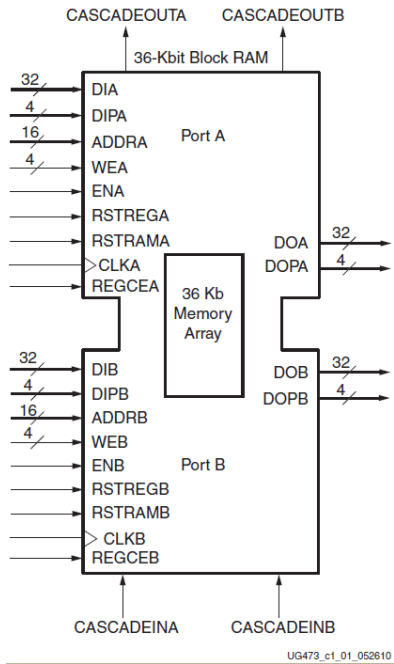 CASCADEOUTA CASCADEOUTB
36-Kbit Block RAM
32 DIA
4 DIPA
16 ADDRA
Port A
4 WEA
ENA
RSTREGA
RSTRAMA
DOA 32
CLKA
DOPA 4
REGCEA
36 Kb
Memory
Array
32 DIB
DOB 32
4 DIPB
DOPB 4
16 ADDRB
4 WEB
ENB
Port B
RSTREGB
RSTRAMB
CLKB
REGCEB
CASCADEINA CASCADEINB
UG473_c1_01_052610